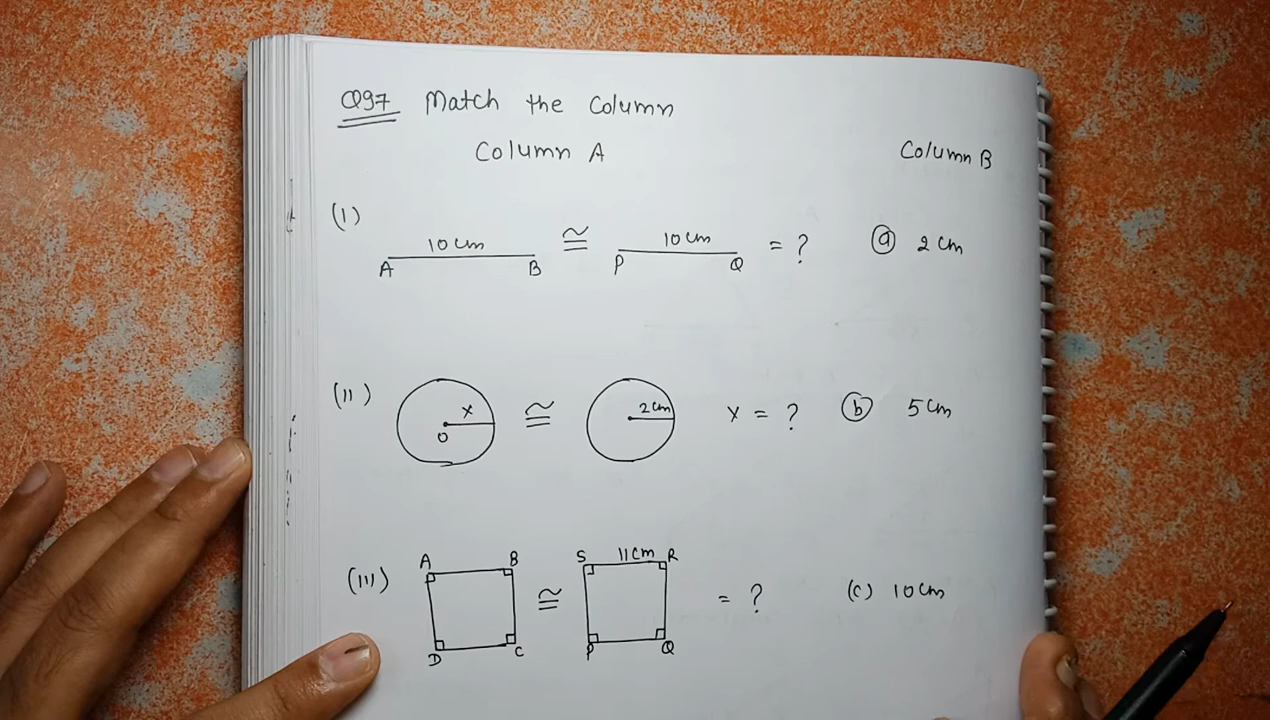 Q97 Match the Column
Column A Column B
(I) 10 cm ≅ 10 cm = ? ⓐ 2 cm
A B P Q
(II) x ≅ 2 cm x = ? ⓑ 5 cm
O
A B S 11 cm R
(III) ≅ = ? (c) 10 cm
D C P Q